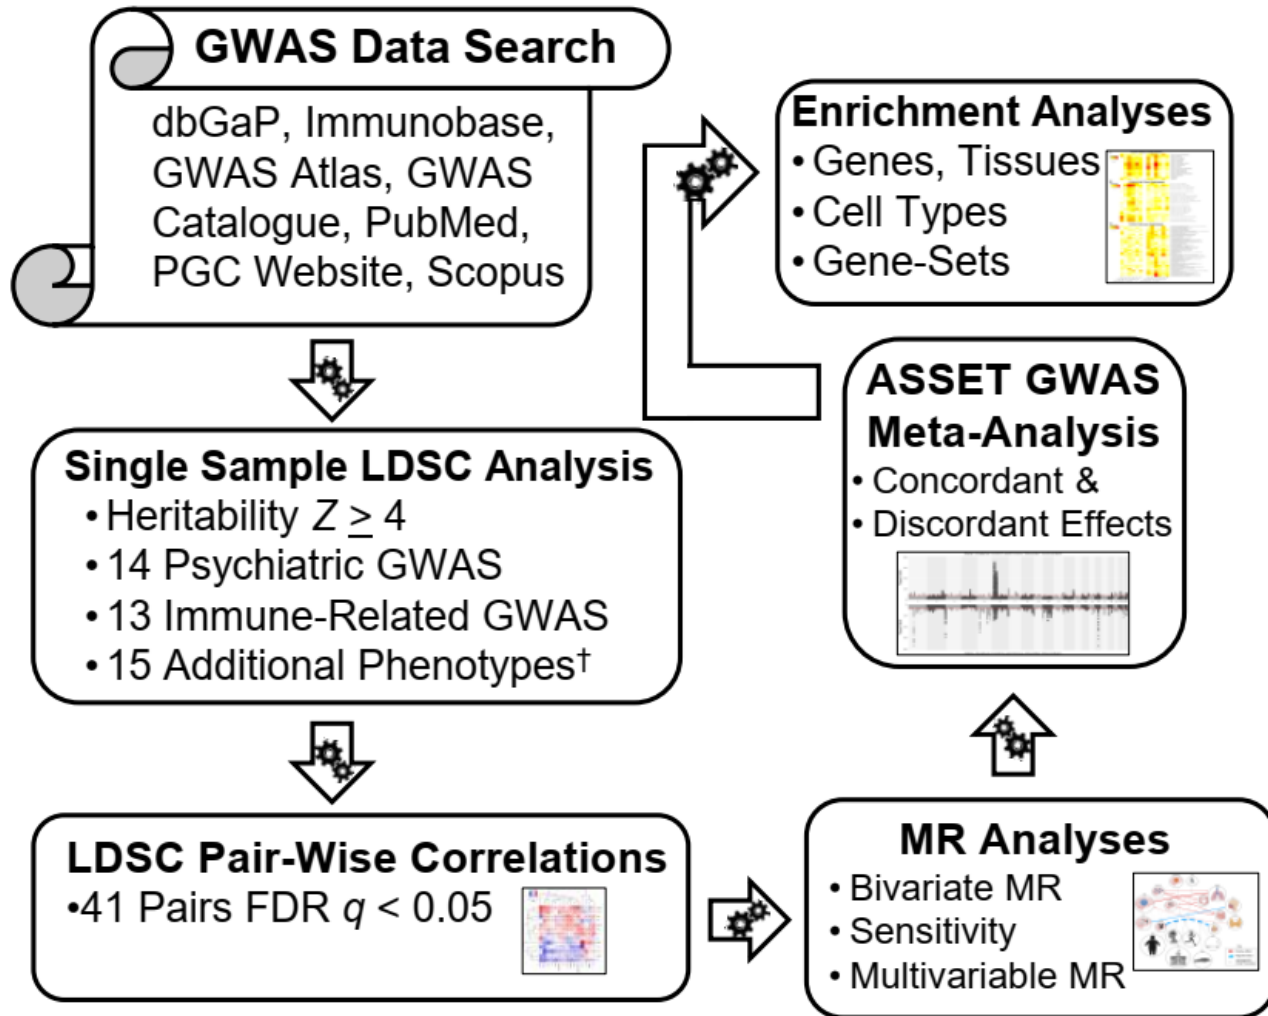 GWAS Data Search
dbGaP, Immunobase,
GWAS Atlas, GWAS
Catalogue, PubMed,
PGC Website, Scopus
Single Sample LDSC Analysis
• Heritability Z ≥ 4
• 14 Psychiatric GWAS
• 13 Immune-Related GWAS
• 15 Additional Phenotypes†
LDSC Pair-Wise Correlations
•41 Pairs FDR q < 0.05
MR Analyses
• Bivariate MR
• Sensitivity
• Multivariable MR
ASSET GWAS
Meta-Analysis
• Concordant &
• Discordant Effects
Enrichment Analyses
• Genes, Tissues
• Cell Types
• Gene-Sets